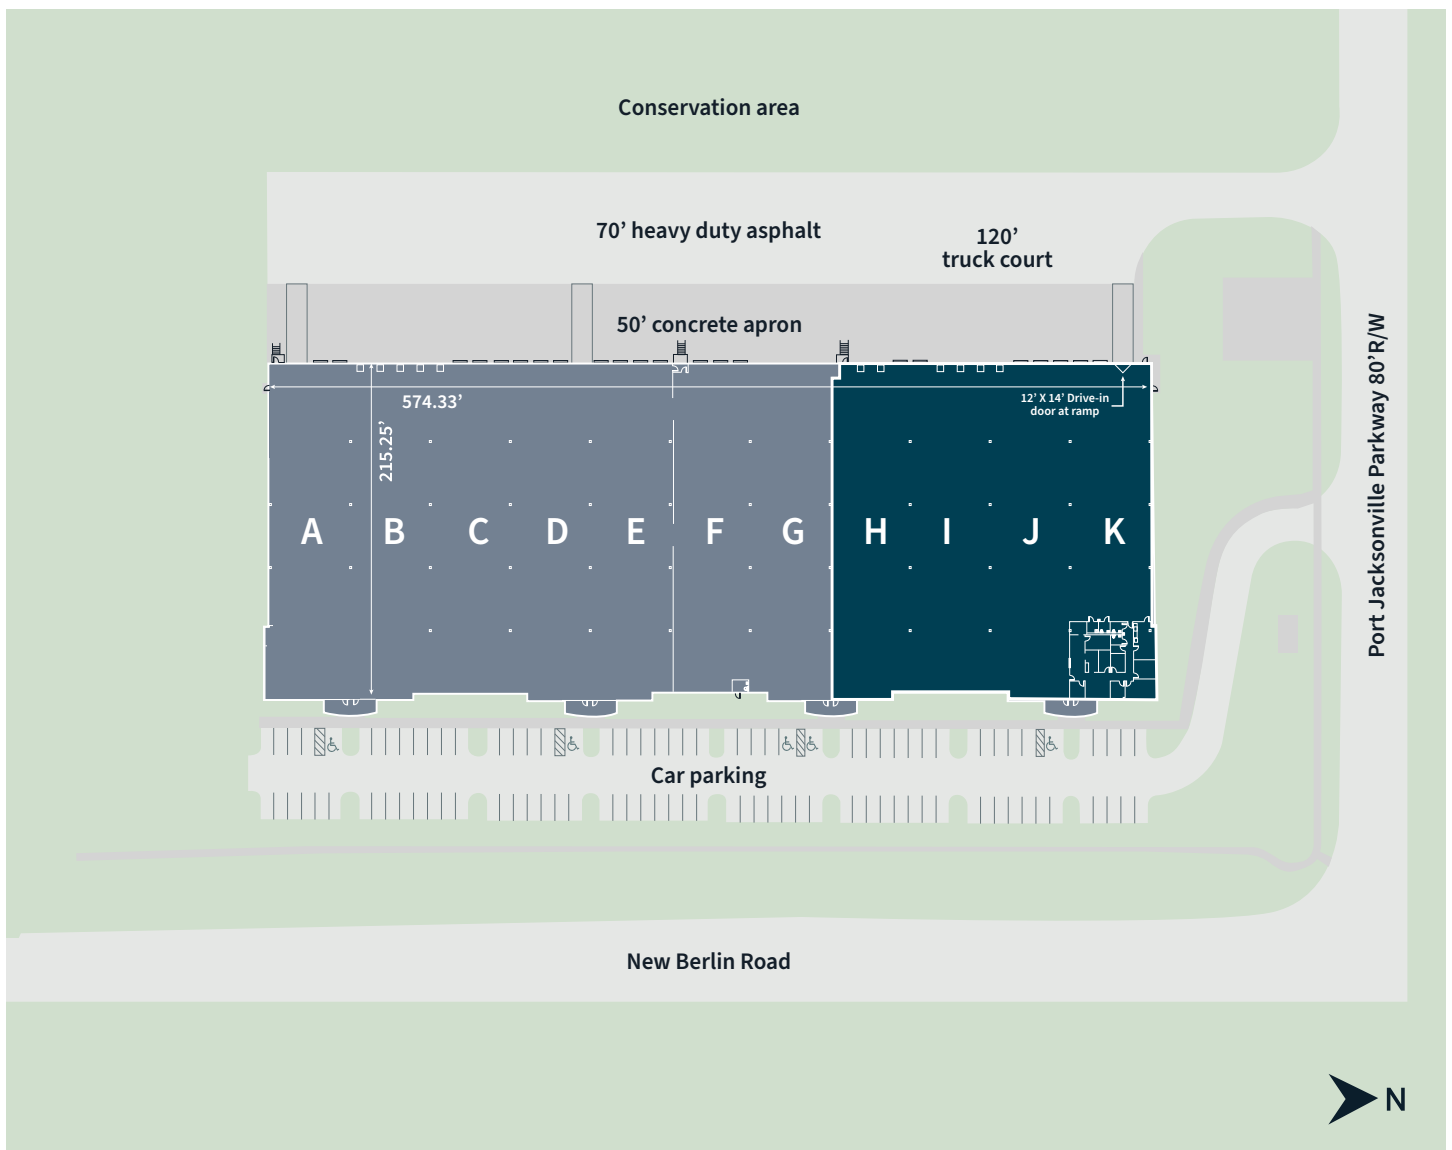 Conservation area
70’ heavy duty asphalt
120’
truck court
50’ concrete apron
574.33’
215.25’
12’ X 14’ Drive-in
door at ramp
A B C D E F G H I J K
Car parking
Port Jacksonville Parkway 80’R/W
New Berlin Road
N